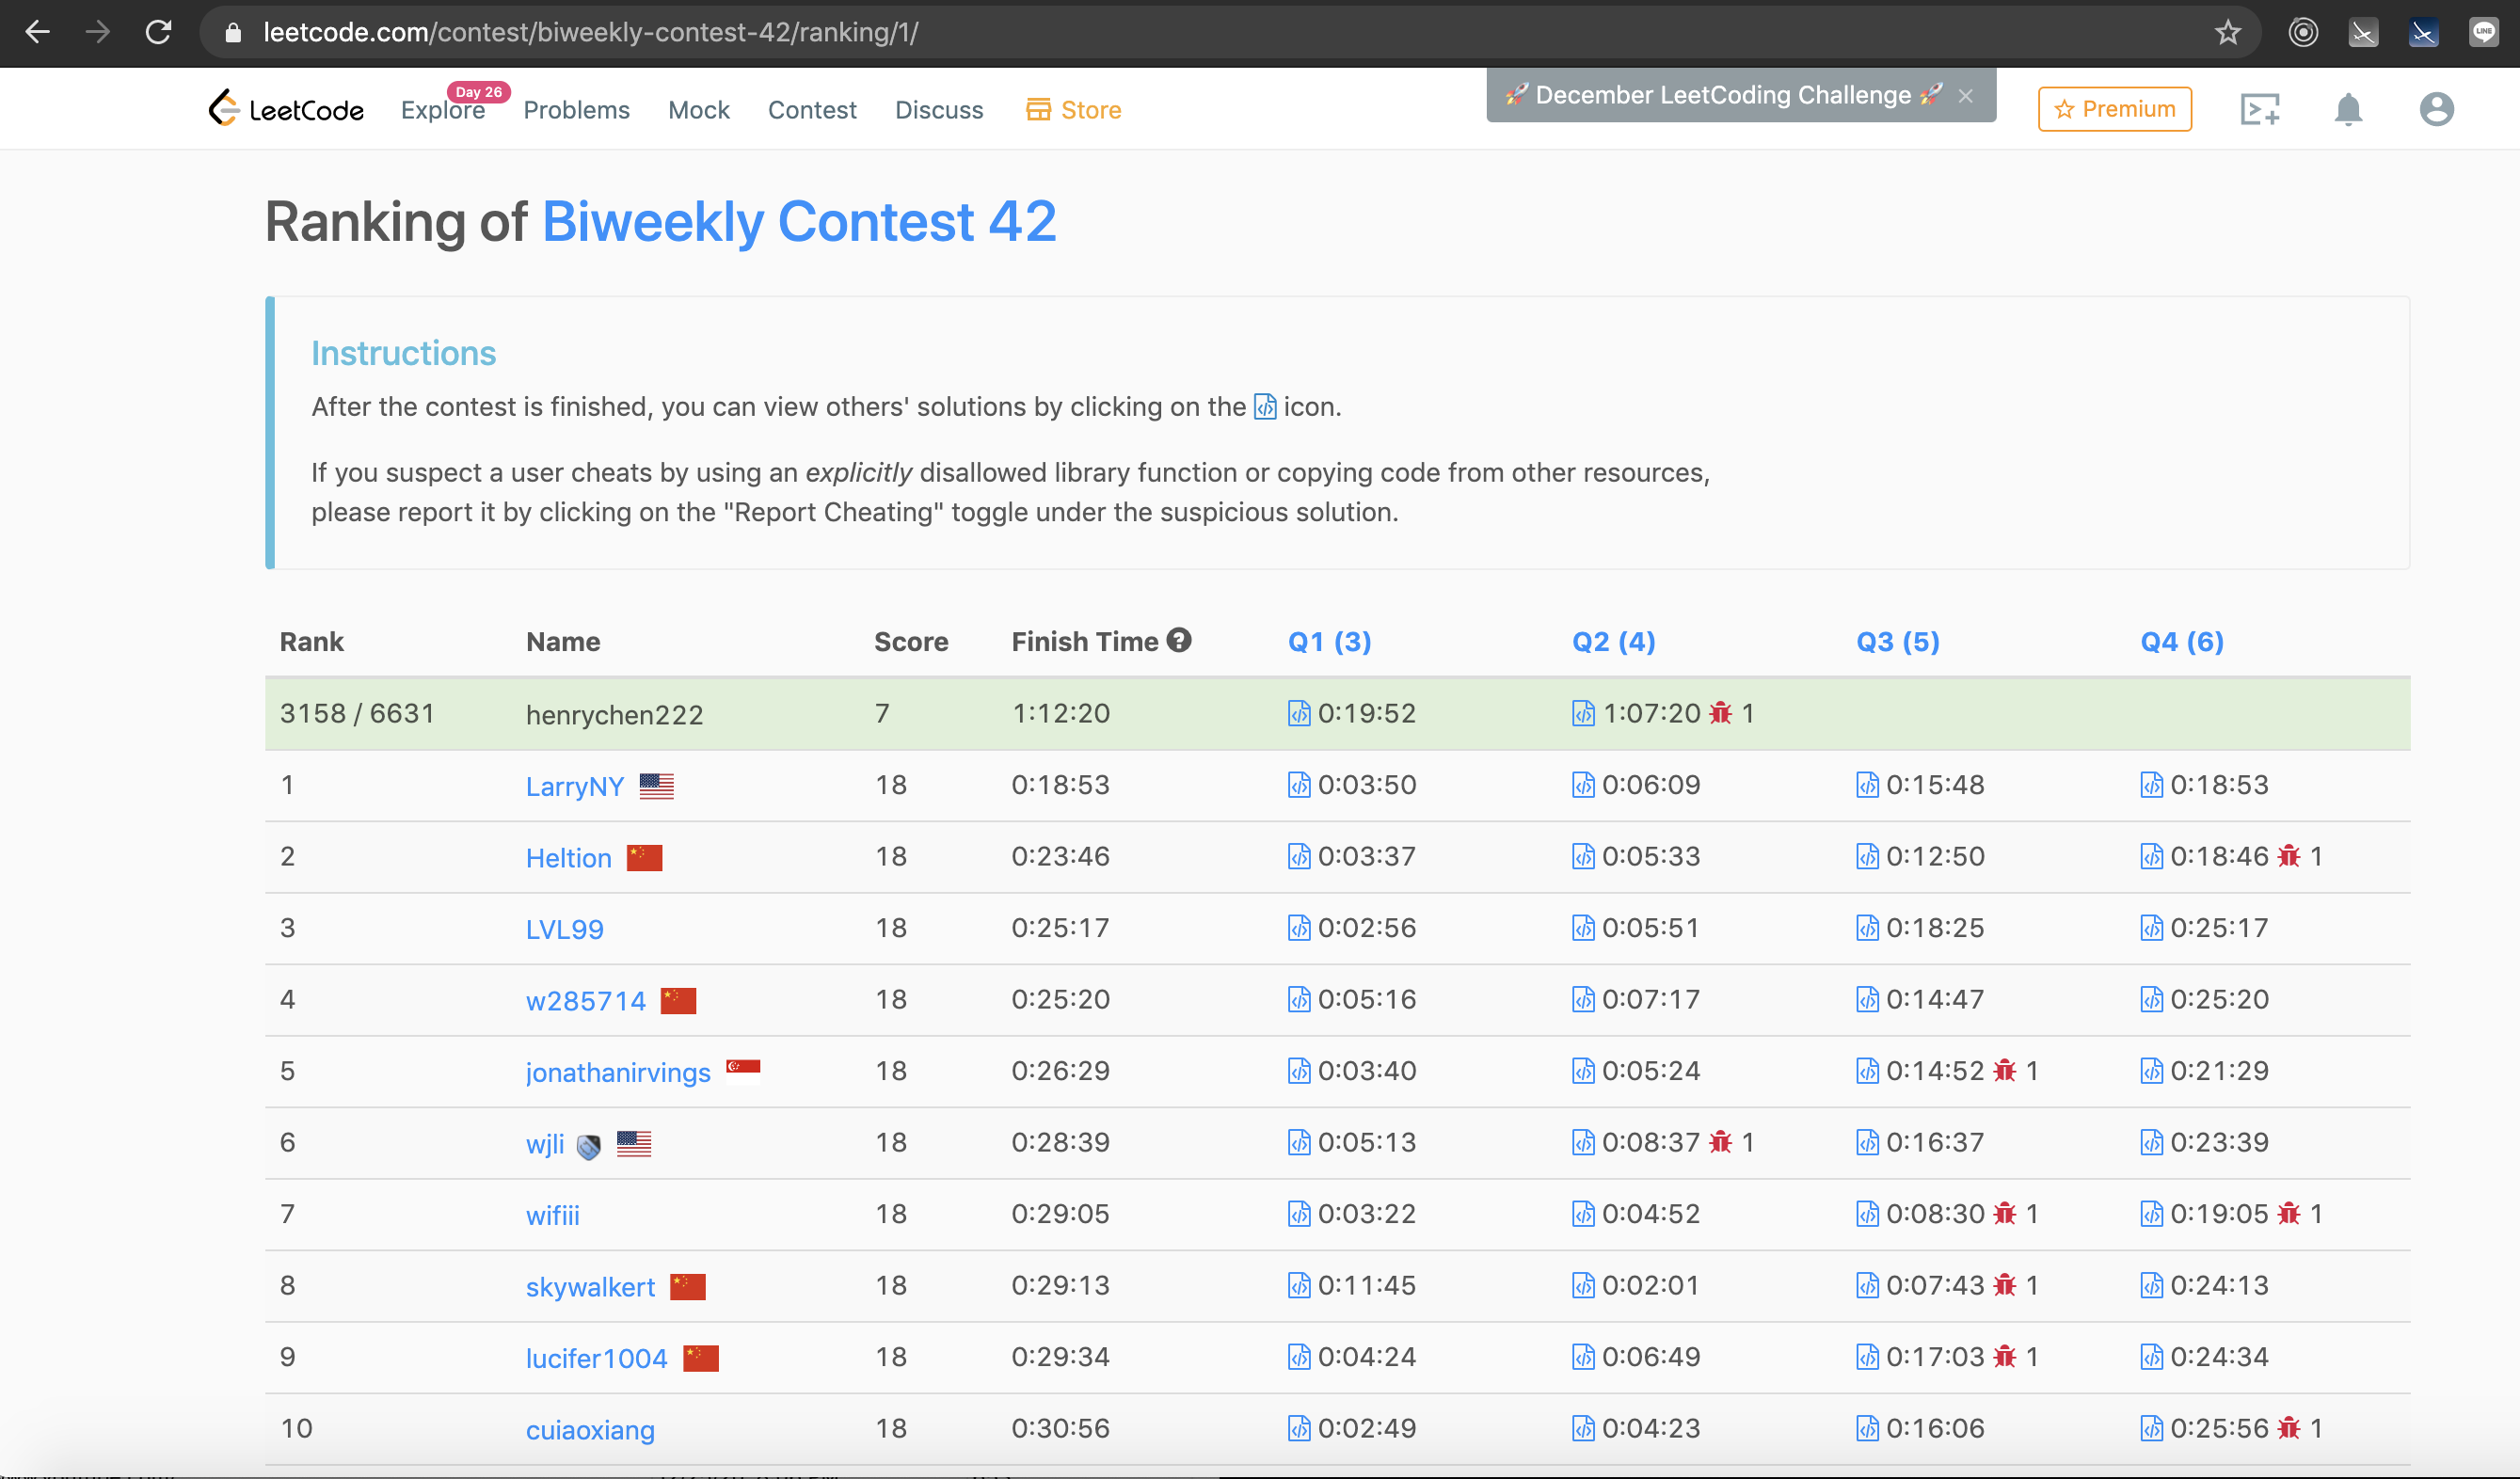 leetcode.com/contest/biweekly-contest-42/ranking/1/
LINE
LeetCode Explore Day 26 Problems Mock Contest Discuss Store 🚀 December LeetCoding Challenge 🚀 × Premium
Ranking of Biweekly Contest 42
Instructions
After the contest is finished, you can view others' solutions by clicking on the icon.
If you suspect a user cheats by using an explicitly disallowed library function or copying code from other resources,
please report it by clicking on the "Report Cheating" toggle under the suspicious solution.
Rank Name Score Finish Time Q1 (3) Q2 (4) Q3 (5) Q4 (6)
3158 / 6631 henrychen222 7 1:12:20 0:19:52 1:07:20 1
1 LarryNY 18 0:18:53 0:03:50 0:06:09 0:15:48 0:18:53
2 Heltion 18 0:23:46 0:03:37 0:05:33 0:12:50 0:18:46 1
3 LVL99 18 0:25:17 0:02:56 0:05:51 0:18:25 0:25:17
4 w285714 18 0:25:20 0:05:16 0:07:17 0:14:47 0:25:20
5 jonathanirvings 18 0:26:29 0:03:40 0:05:24 0:14:52 1 0:21:29
6 wjli 18 0:28:39 0:05:13 0:08:37 1 0:16:37 0:23:39
7 wifiii 18 0:29:05 0:03:22 0:04:52 0:08:30 1 0:19:05 1
8 skywalkert 18 0:29:13 0:11:45 0:02:01 0:07:43 1 0:24:13
9 lucifer1004 18 0:29:34 0:04:24 0:06:49 0:17:03 1 0:24:34
10 cuiaoxiang 18 0:30:56 0:02:49 0:04:23 0:16:06 0:25:56 1